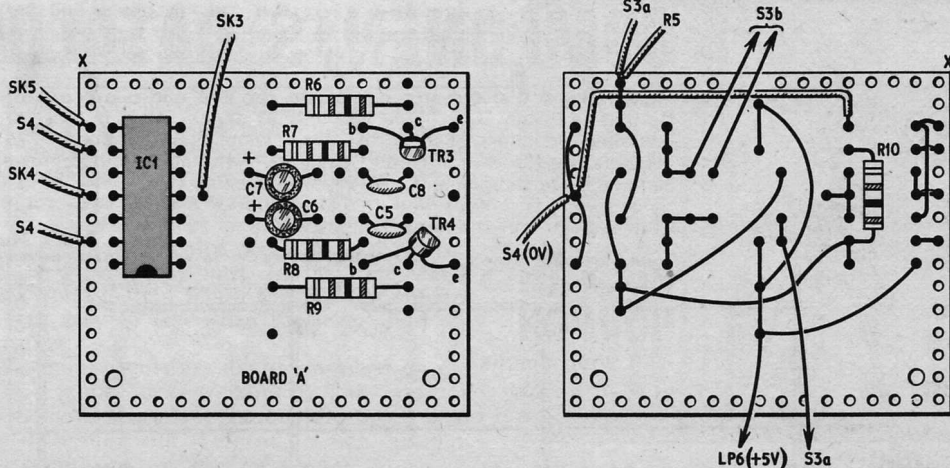 X
SK3
SK5
S4
SK4
S4
IC1
R6
b
c
e
TR3
R7
+
C7
C8
+
C6
C5
TR4
R8
b
c
e
R9
BOARD 'A'
S3a
R5
S3b
X
R10
S4(0V)
LP6(+5V)
S3a